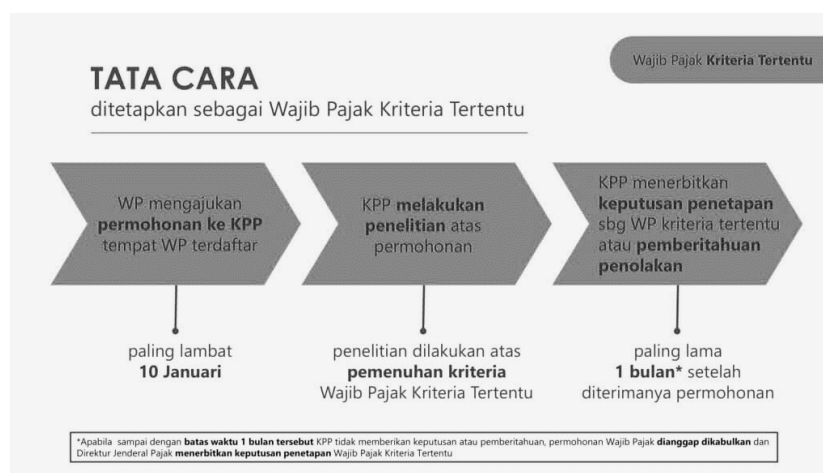 Wajib Pajak Kriteria Tertentu
TATA CARA
ditetapkan sebagai Wajib Pajak Kriteria Tertentu
WP mengajukan
permohonan ke KPP
tempat WP terdaftar
KPP melakukan
penelitian atas
permohonan
KPP menerbitkan
keputusan penetapan
sbg WP kriteria tertentu
atau pemberitahuan
penolakan
paling lambat
10 Januari
penelitian dilakukan atas
pemenuhan kriteria
Wajib Pajak Kriteria Tertentu
paling lama
1 bulan* setelah
diterimanya permohonan
*Apabila sampai dengan batas waktu 1 bulan tersebut KPP tidak memberikan keputusan atau pemberitahuan, permohonan Wajib Pajak dianggap dikabulkan dan
Direktur Jenderal Pajak menerbitkan keputusan penetapan Wajib Pajak Kriteria Tertentu